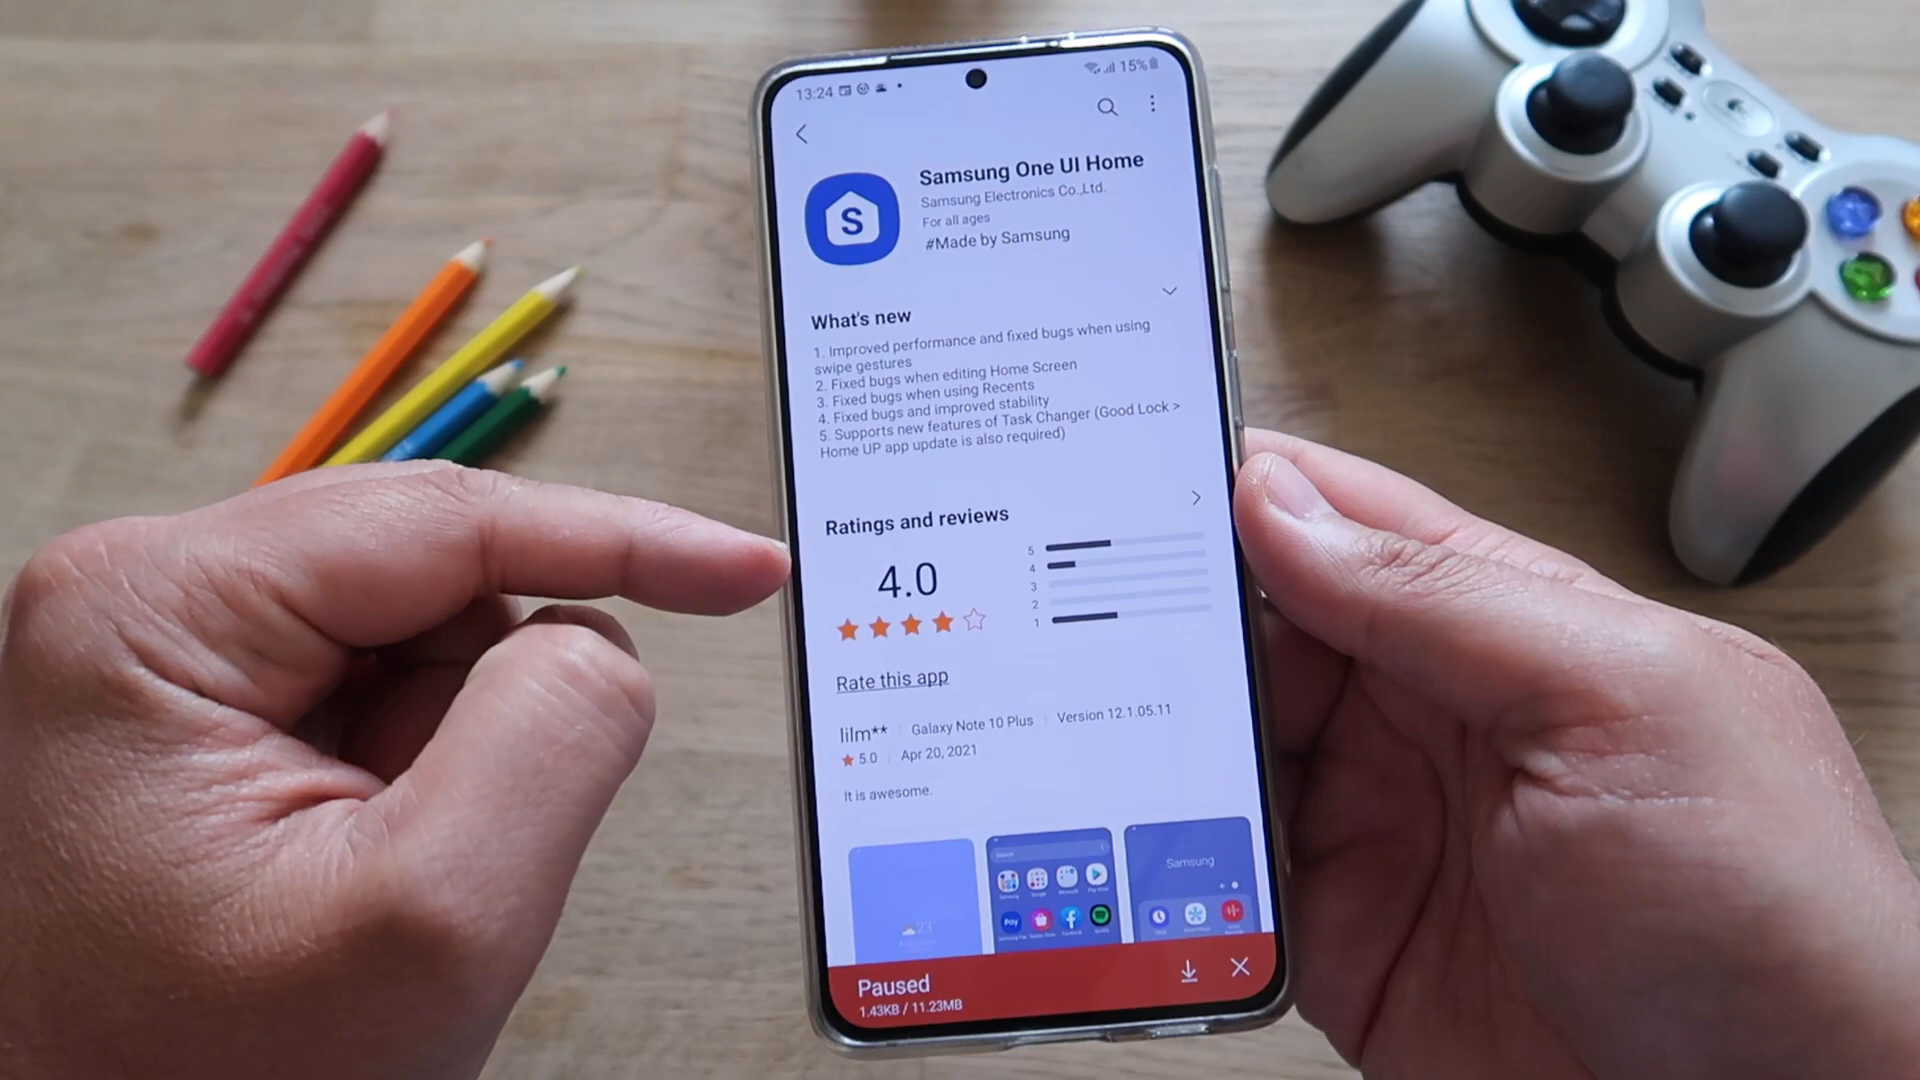 13:24
15%
Samsung One UI Home
Samsung Electronics Co.,Ltd.
For all ages
#Made by Samsung
S
What's new
1. Improved performance and fixed bugs when using
swipe gestures
2. Fixed bugs when editing Home Screen
3. Fixed bugs when using Recents
4. Fixed bugs and improved stability
5. Supports new features of Task Changer (Good Lock >
Home UP app update is also required)
Ratings and reviews
4.0
5
4
3
2
1
Rate this app
lilm** Galaxy Note 10 Plus Version 12.1.05.11
5.0 Apr 20, 2021
It is awesome.
23
Search
Samsung
Pay
Paused
1.43KB / 11.23MB